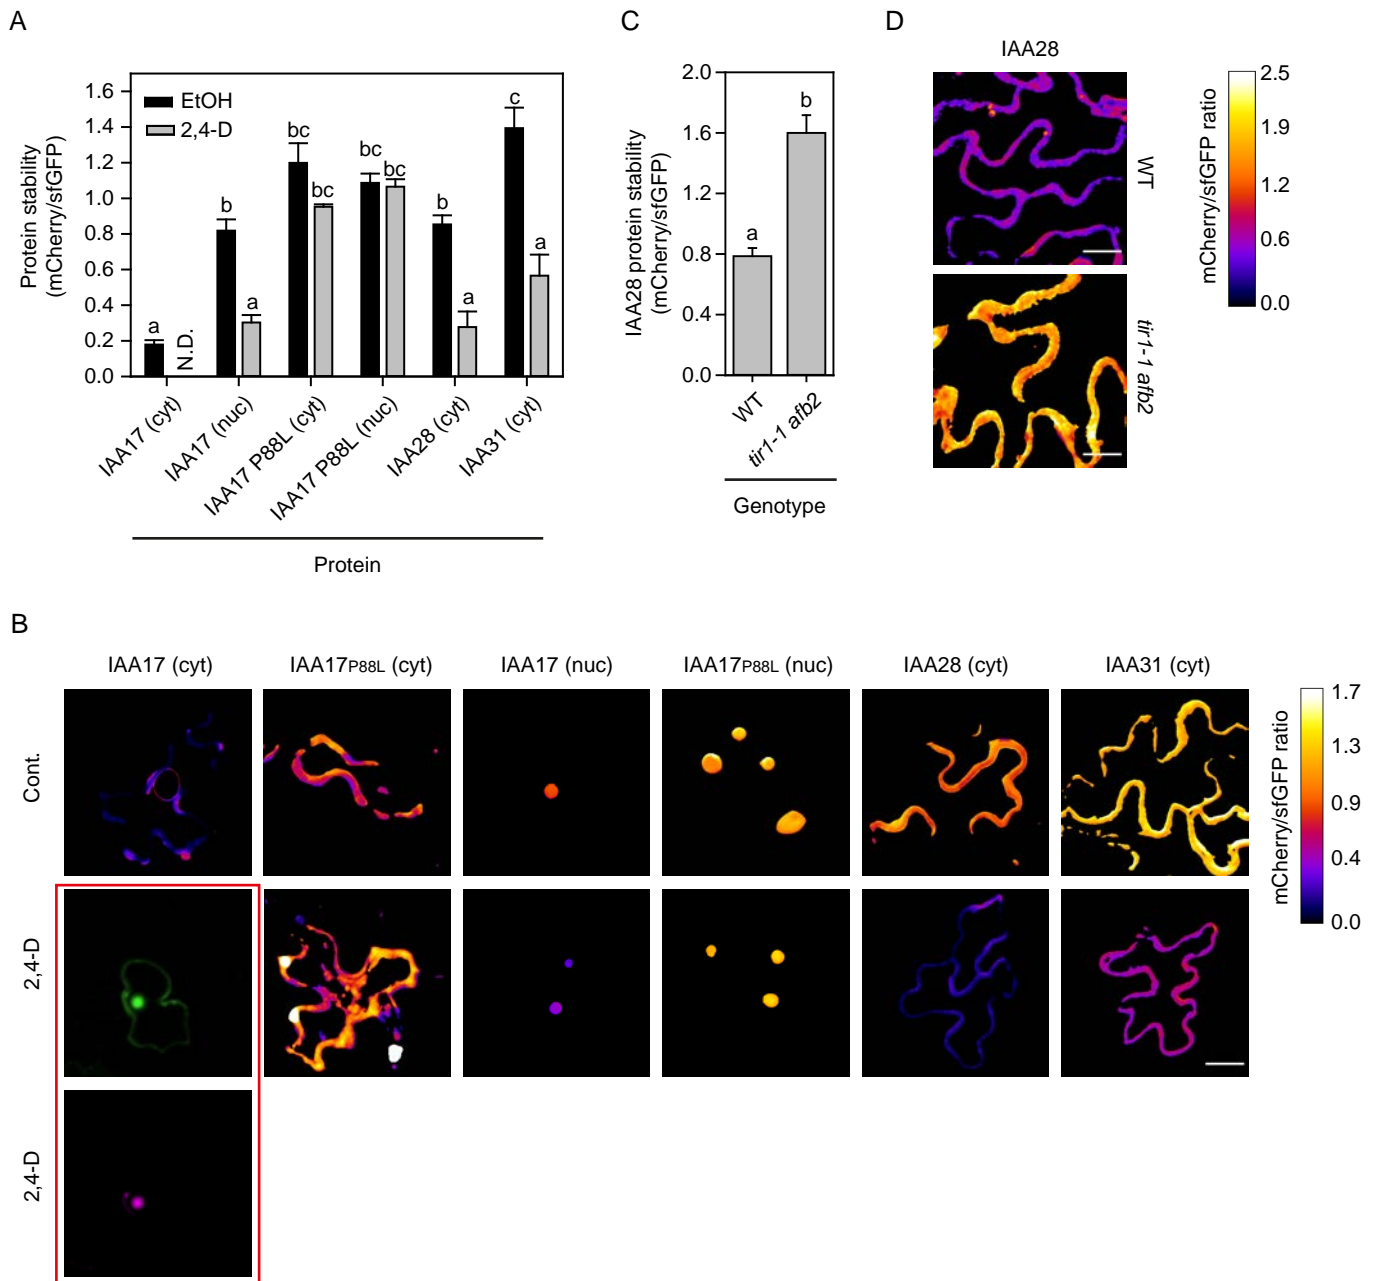 A
Protein stability
(mCherry/sfGFP)
1.6
1.4
1.2
1.0
0.8
0.6
0.4
0.2
0.0
EtOH
2,4-D
a
N.D.
b
a
bc
bc
bc
bc
b
a
c
a
IAA17 (cyt)
IAA17 (nuc)
IAA17 P88L (cyt)
IAA17 P88L (nuc)
IAA28 (cyt)
IAA31 (cyt)
Protein
C
IAA28 protein stability
(mCherry/sfGFP)
2.0
1.6
1.2
0.8
0.4
0.0
a
b
WT
tir1-1 afb2
Genotype
D
IAA28
WT
tir1-1 afb2
mCherry/sfGFP ratio
2.5
1.9
1.2
0.6
0.0
B
IAA17 (cyt)
IAA17P88L (cyt)
IAA17 (nuc)
IAA17P88L (nuc)
IAA28 (cyt)
IAA31 (cyt)
Cont.
2,4-D
2,4-D
mCherry/sfGFP ratio
1.7
1.3
0.9
0.4
0.0